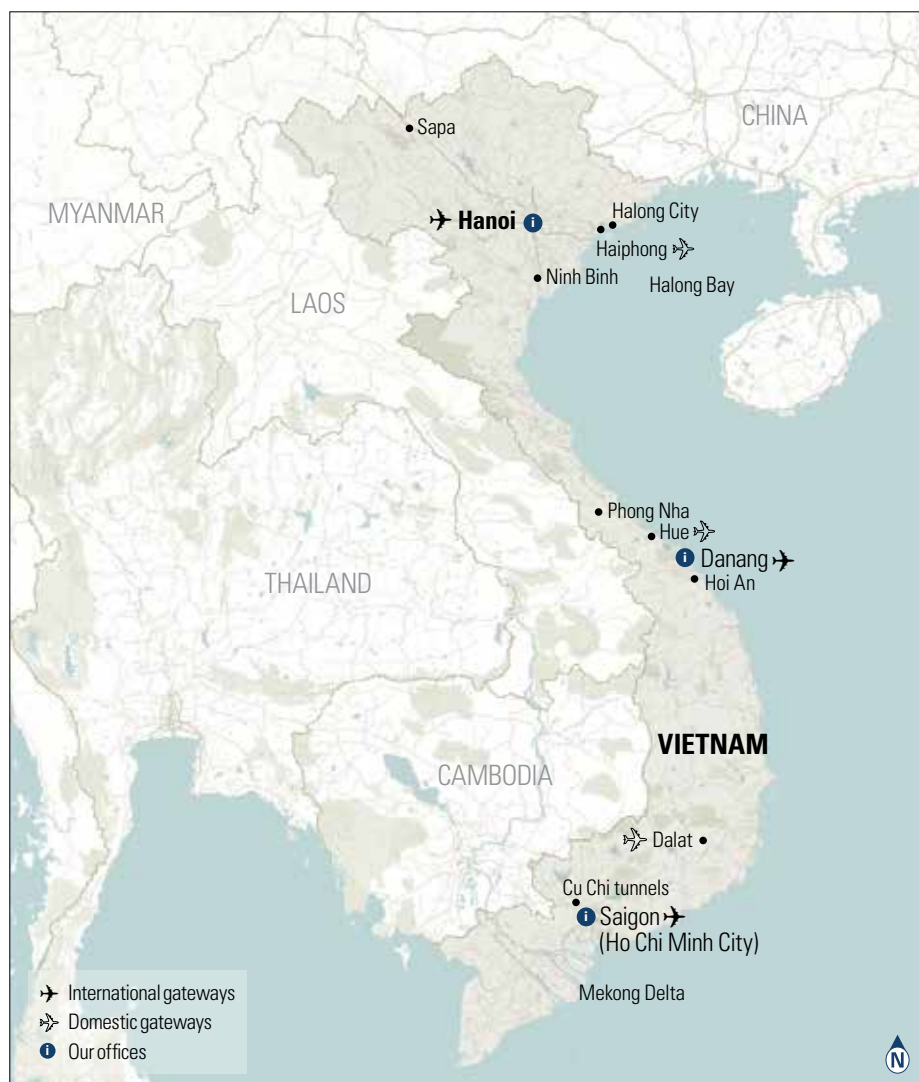 CHINA
Sapa
MYANMAR
Hanoi
i
Halong City
Haiphong
Halong Bay
Ninh Binh
LAOS
Phong Nha
Hue
i
Danang
Hoi An
THAILAND
VIETNAM
CAMBODIA
Dalat
Cu Chi tunnels
i
Saigon
(Ho Chi Minh City)
Mekong Delta
International gateways
Domestic gateways
i
Our offices
N